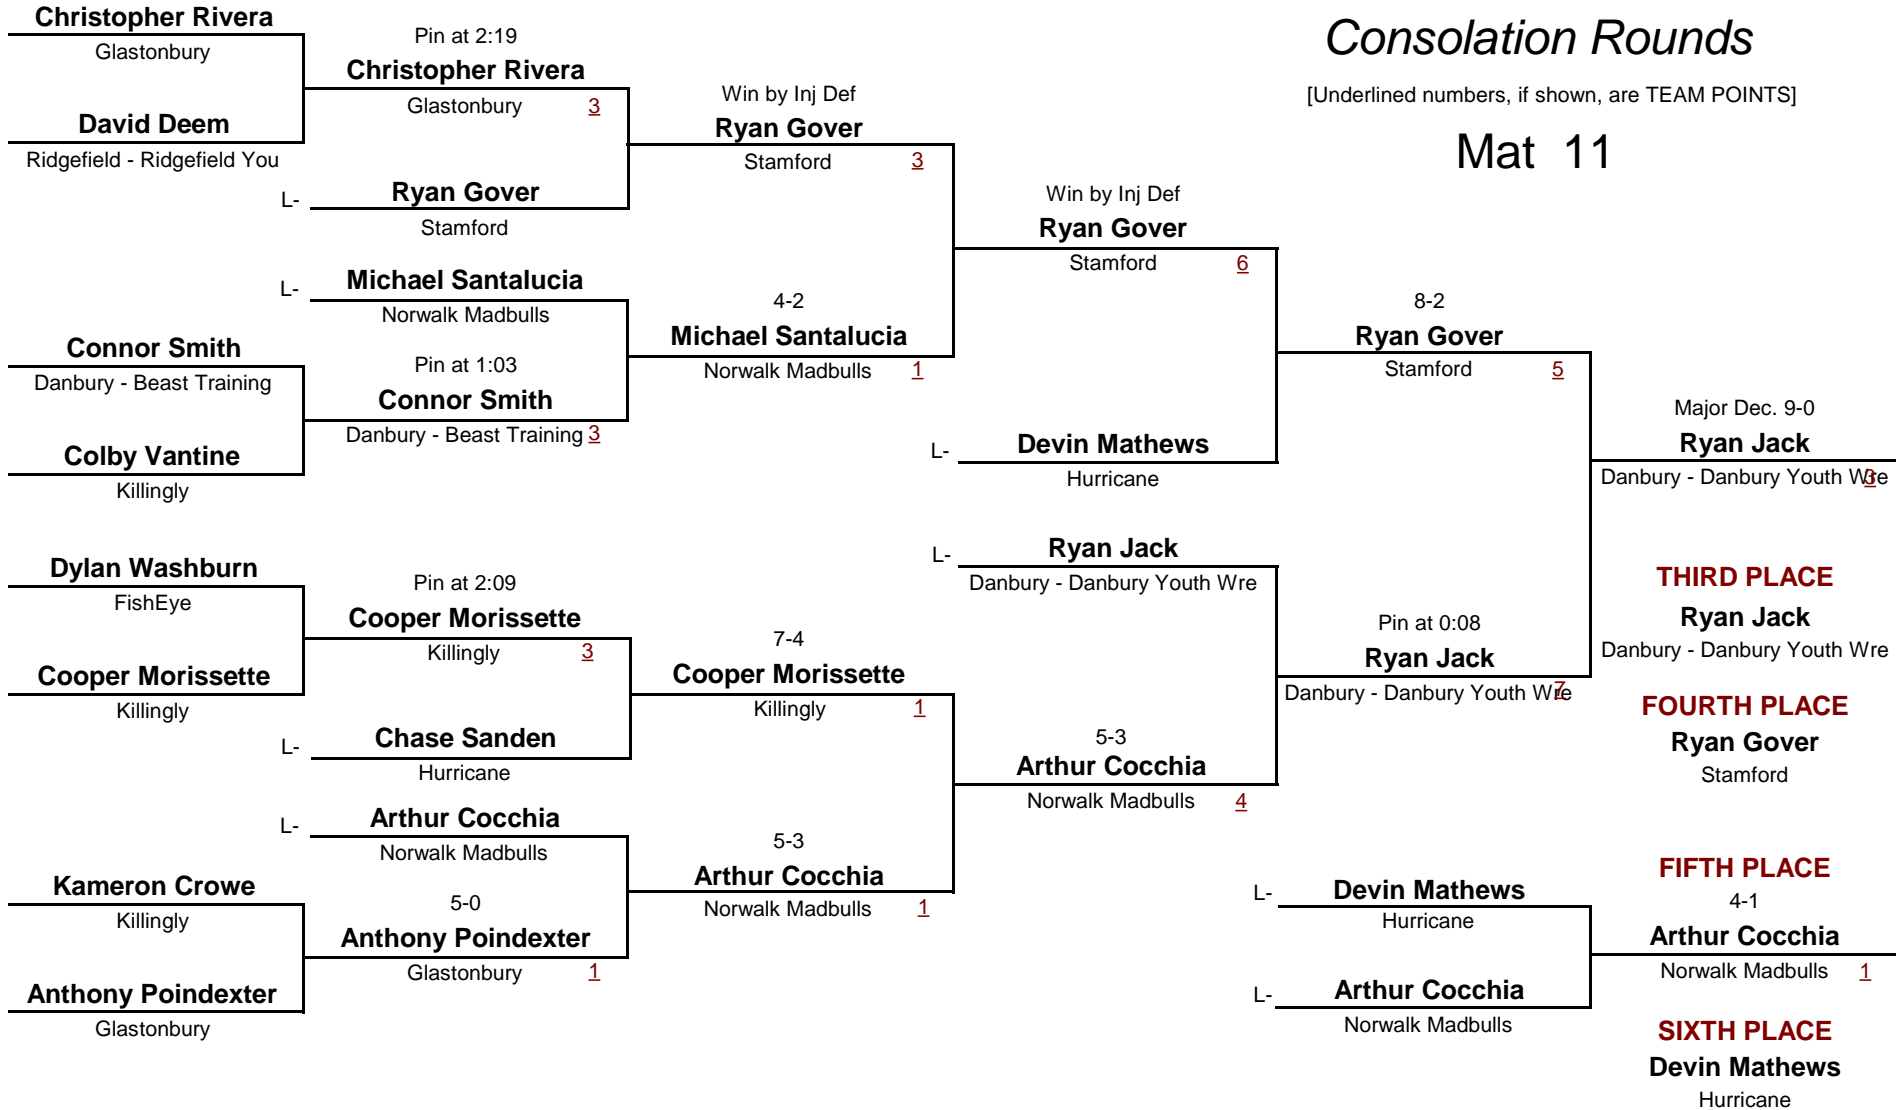 Consolation Rounds
[Underlined numbers, if shown, are TEAM POINTS]
Mat 11
Christopher Rivera
Glastonbury
David Deem
Ridgefield - Ridgefield You
Pin at 2:19
Christopher Rivera
Glastonbury 3
L- Ryan Gover
Stamford
L- Michael Santalucia
Norwalk Madbulls
Connor Smith
Danbury - Beast Training
Colby Vantine
Killingly
Pin at 1:03
Connor Smith
Danbury - Beast Training 3
Dylan Washburn
FishEye
Cooper Morissette
Killingly
Pin at 2:09
Cooper Morissette
Killingly 3
L- Chase Sanden
Hurricane
L- Arthur Cocchia
Norwalk Madbulls
Kameron Crowe
Killingly
Anthony Poindexter
Glastonbury
5-0
Anthony Poindexter
Glastonbury 1
Win by Inj Def
Ryan Gover
Stamford 3
4-2
Michael Santalucia
Norwalk Madbulls 1
7-4
Cooper Morissette
Killingly 1
5-3
Arthur Cocchia
Norwalk Madbulls 1
Win by Inj Def
Ryan Gover
Stamford 6
L- Devin Mathews
Hurricane
L- Ryan Jack
Danbury - Danbury Youth Wre
5-3
Arthur Cocchia
Norwalk Madbulls 4
8-2
Ryan Gover
Stamford 5
Pin at 0:08
Ryan Jack
Danbury - Danbury Youth Wre 7
Major Dec. 9-0
Ryan Jack
Danbury - Danbury Youth Wre 3
THIRD PLACE
Ryan Jack
Danbury - Danbury Youth Wre
FOURTH PLACE
Ryan Gover
Stamford
L- Devin Mathews
Hurricane
L- Arthur Cocchia
Norwalk Madbulls
FIFTH PLACE
4-1
Arthur Cocchia
Norwalk Madbulls 1
SIXTH PLACE
Devin Mathews
Hurricane